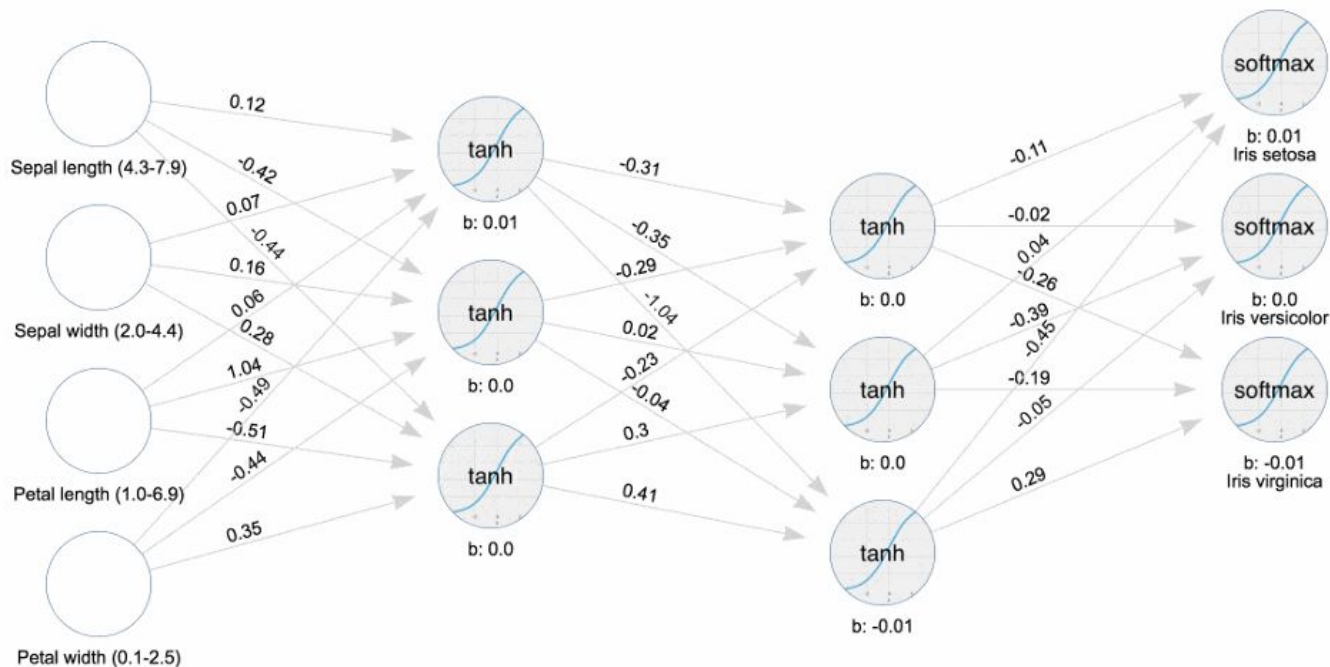 Sepal length (4.3-7.9)
Sepal width (2.0-4.4)
Petal length (1.0-6.9)
Petal width (0.1-2.5)
0.12
-0.42
-0.44
0.07
0.16
0.28
0.06
1.04
-0.51
-0.49
-0.44
0.35
tanh
b: 0.01
tanh
b: 0.0
tanh
b: 0.0
-0.31
-0.35
-1.04
-0.29
0.02
-0.04
-0.23
0.3
0.41
tanh
b: 0.0
tanh
b: 0.0
tanh
b: -0.01
-0.11
-0.02
-0.26
0.04
-0.39
-0.19
-0.45
-0.05
0.29
softmax
b: 0.01
Iris setosa
softmax
b: 0.0
Iris versicolor
softmax
b: -0.01
Iris virginica